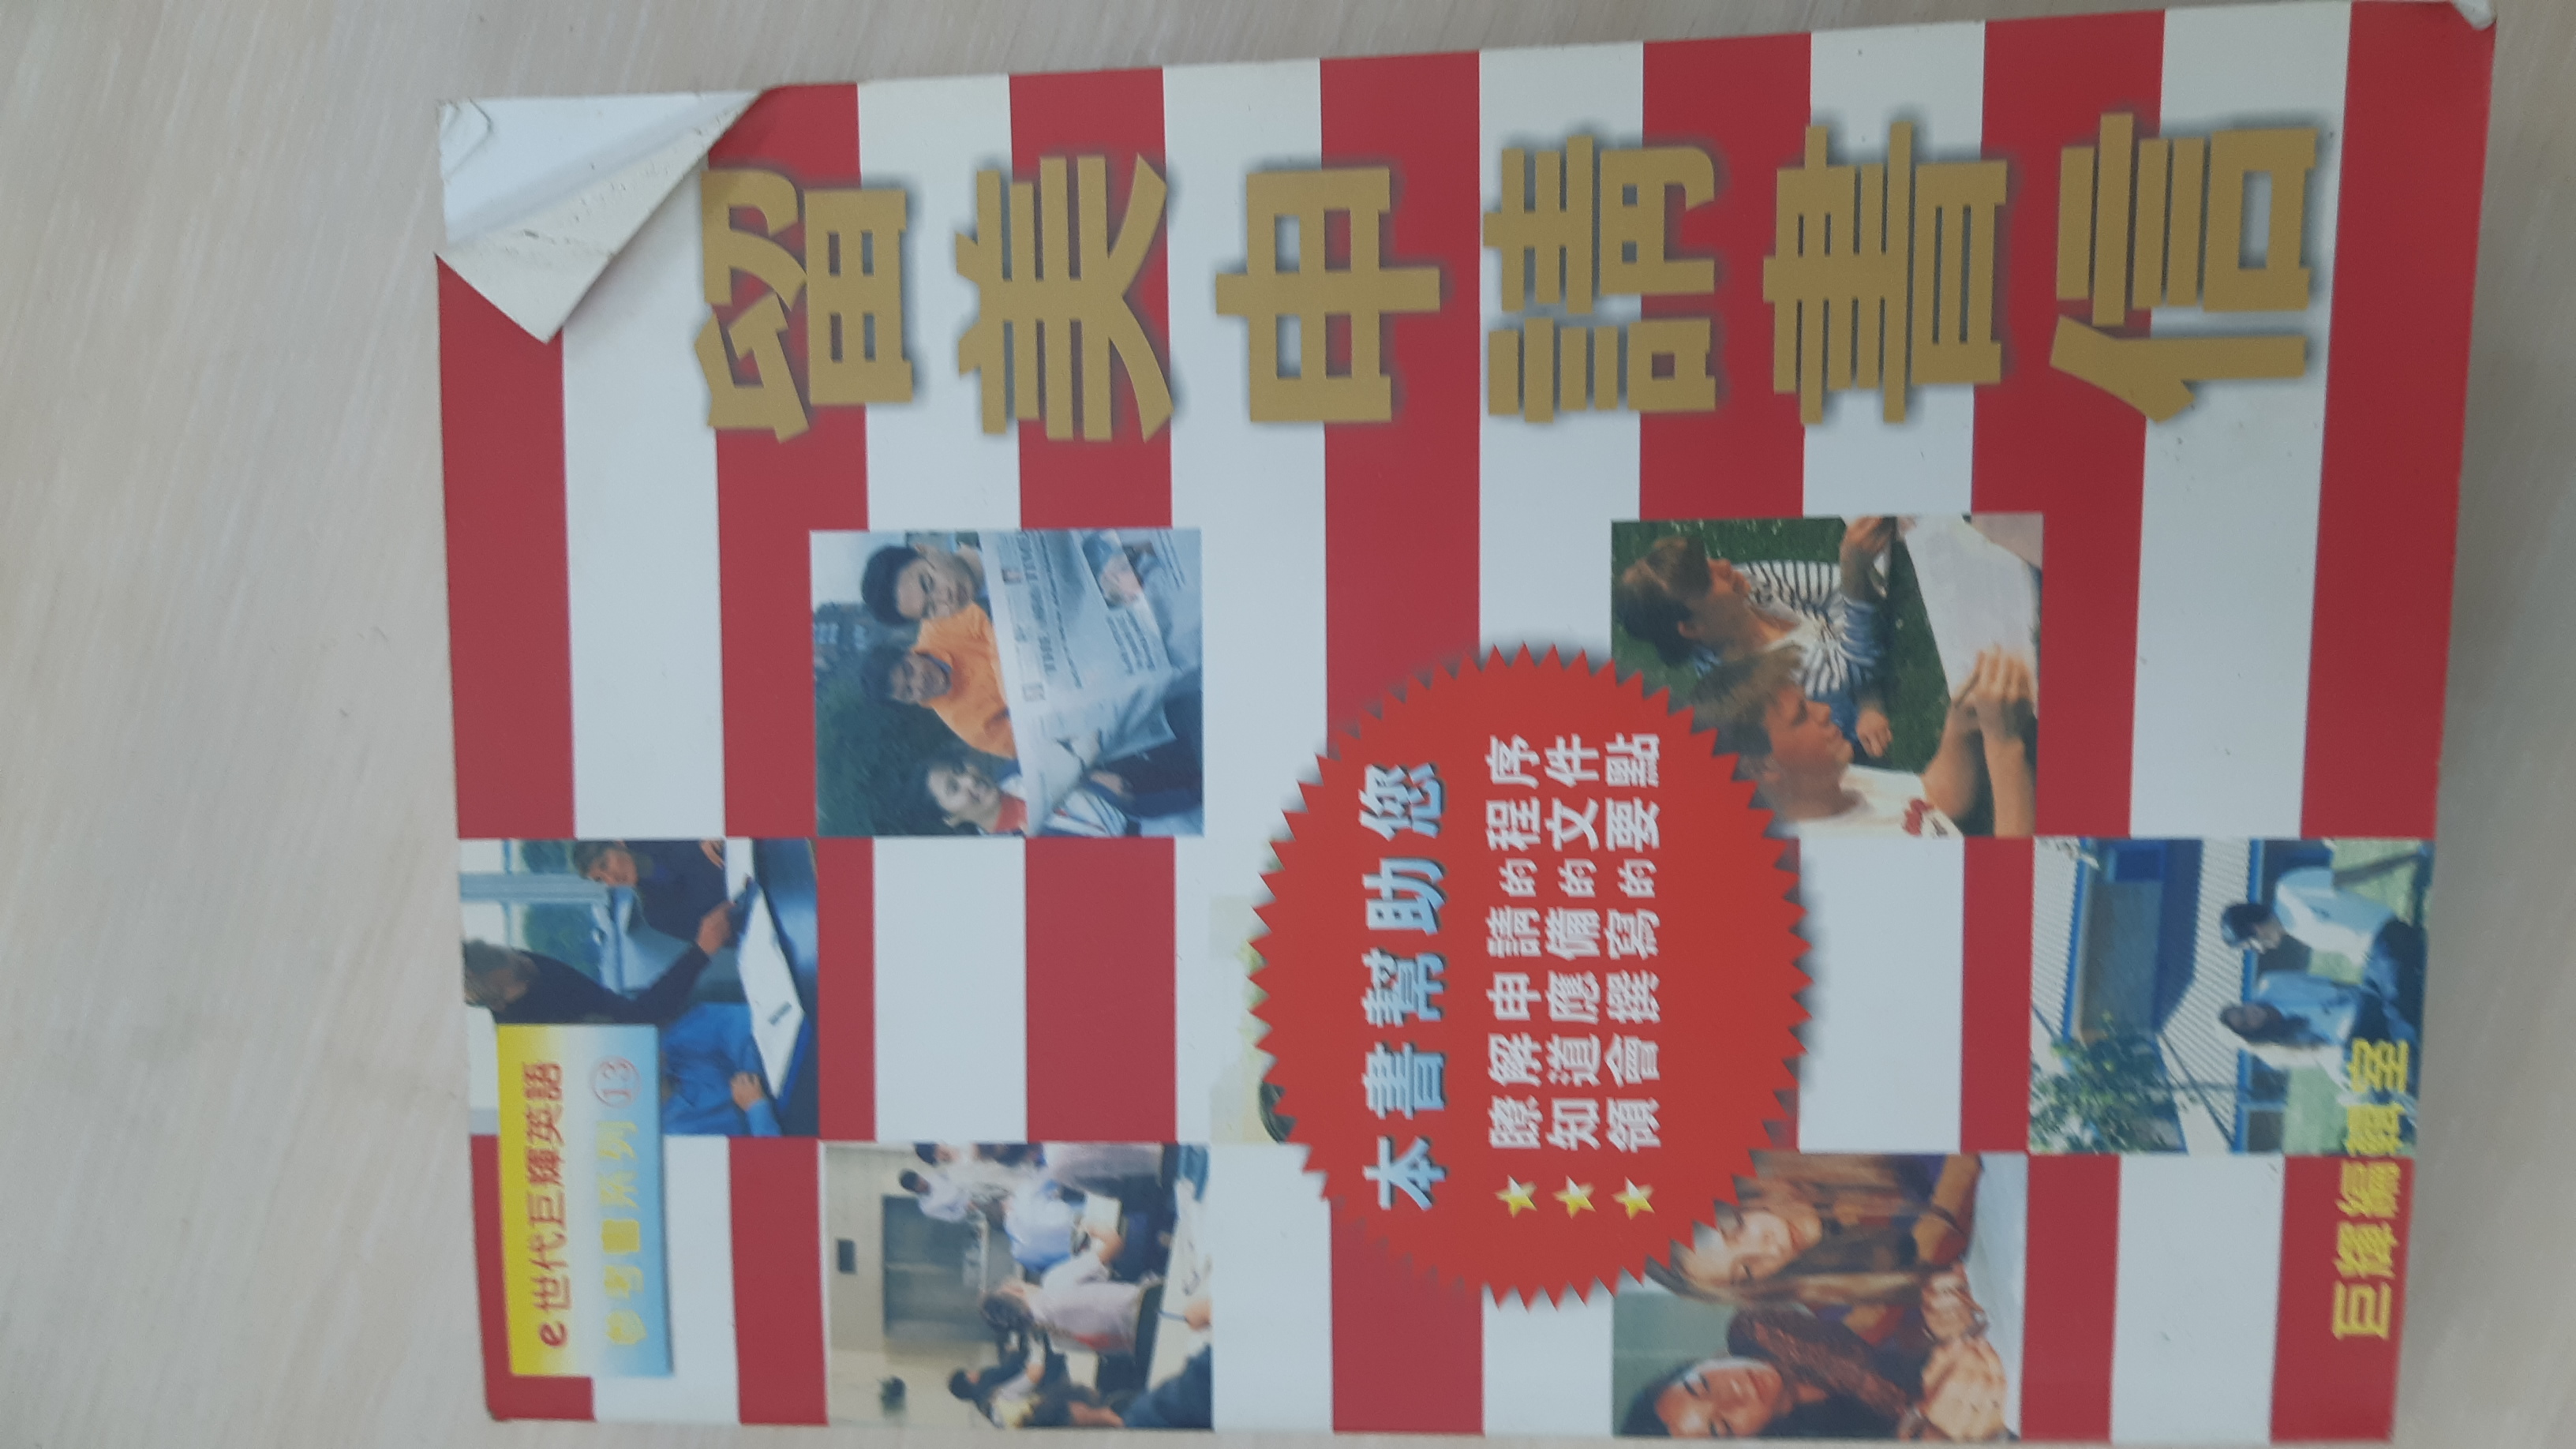 e世代巨輝英語
參考書系列⑬
留美申請書信
本書幫助您
★ 瞭解申請的程序
★ 知道應備的文件
★ 領會撰寫的要點
巨輝編輯室